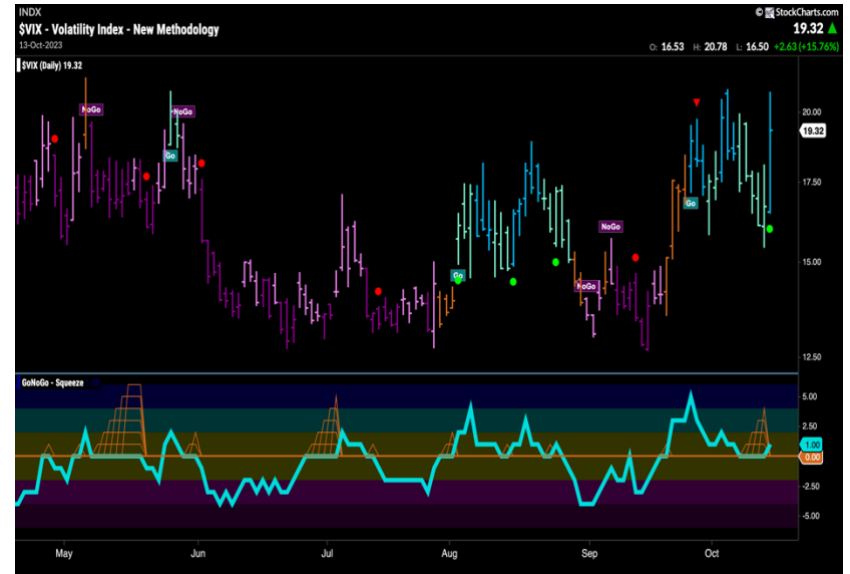 INDX
© StockCharts.com
$VIX - Volatility Index - New Methodology
19.32
13-Oct-2023
O: 16.53 H: 20.78 L: 16.50 +2.63 (+15.76%)
$VIX (Daily) 19.32
NoGo
NoGo
Go
Go
NoGo
NoGo
Go
20.00
19.32
17.50
15.00
12.50
GoNoGo - Squeeze
5.00
2.50
1.00
0.00
-2.50
-5.00
May
Jun
Jul
Aug
Sep
Oct